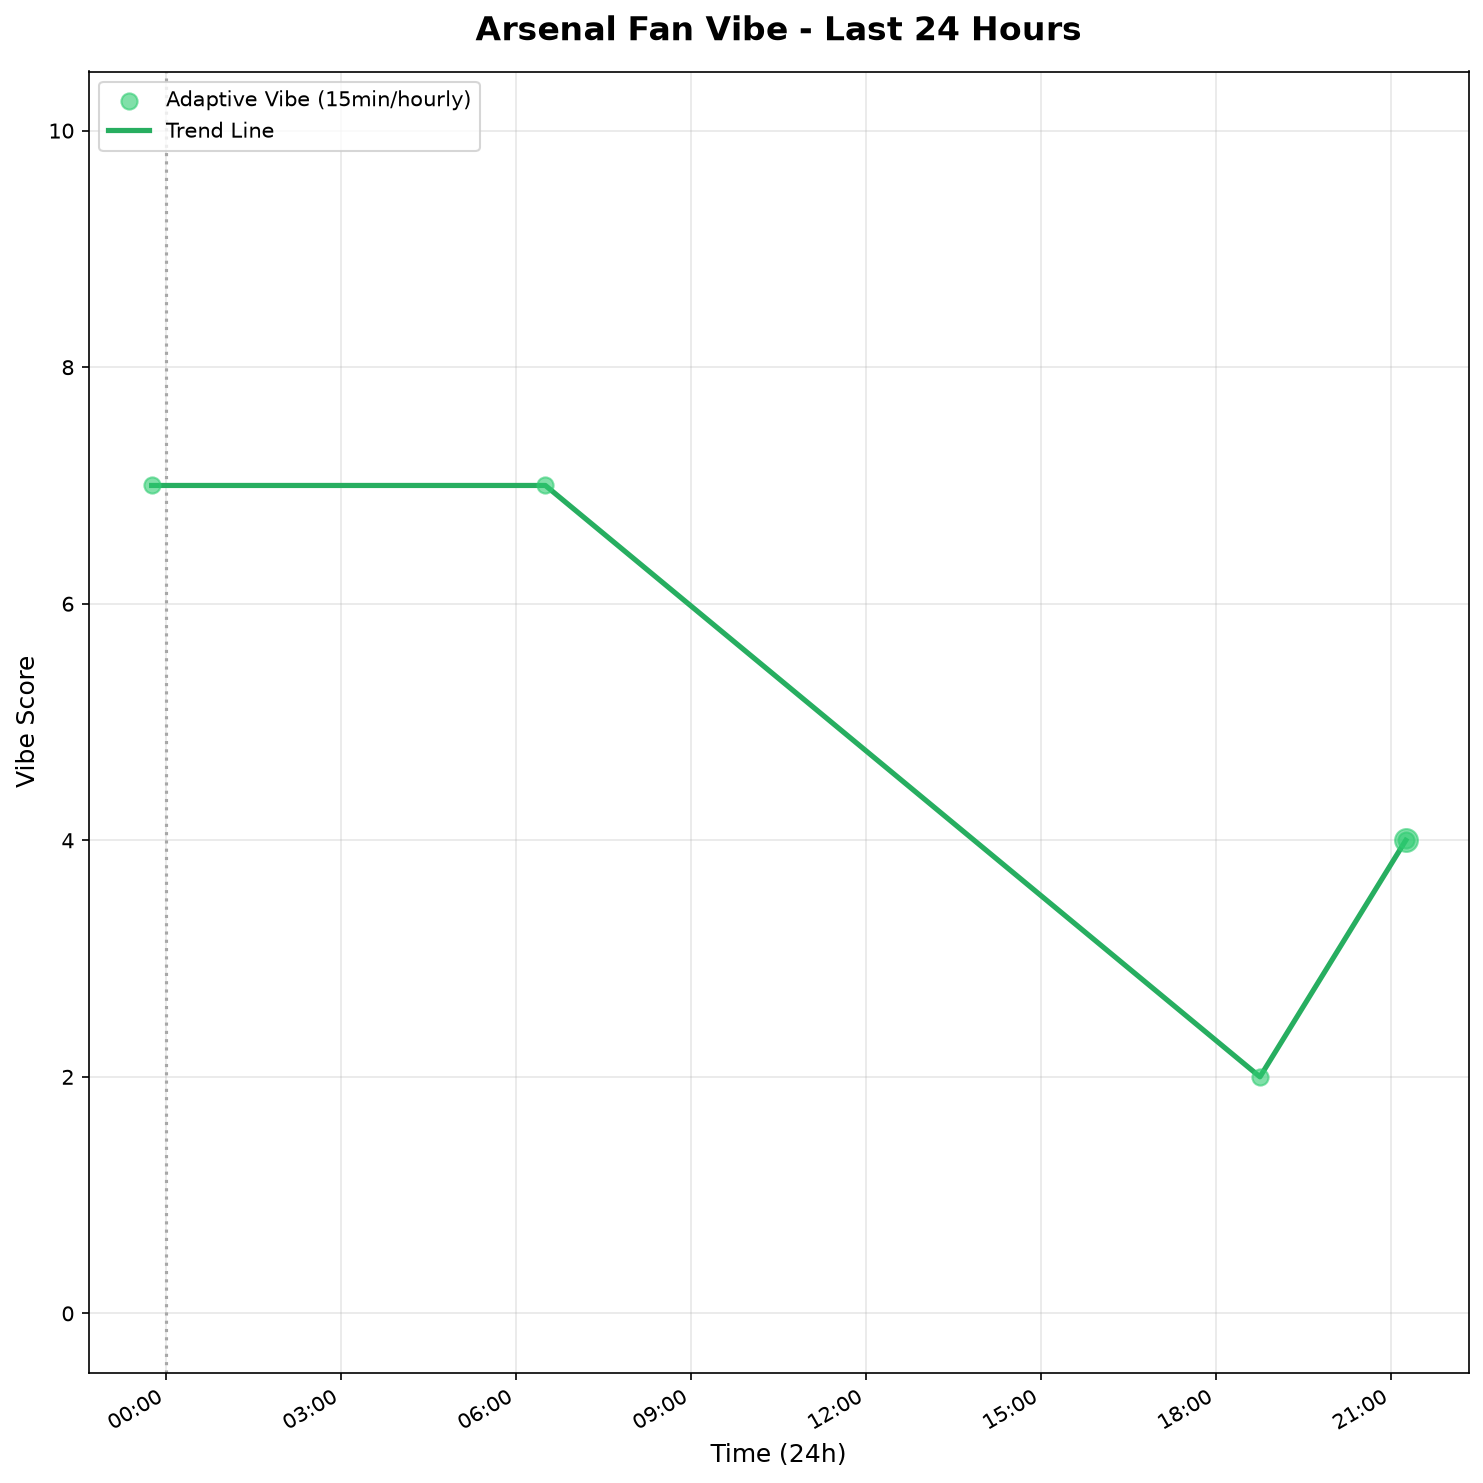 Arsenal Fan Vibe - Last 24 Hours
Adaptive Vibe (15min/hourly)
Trend Line
10
8
6
4
2
0
Vibe Score
00:00
03:00
06:00
09:00
12:00
15:00
18:00
21:00
Time (24h)